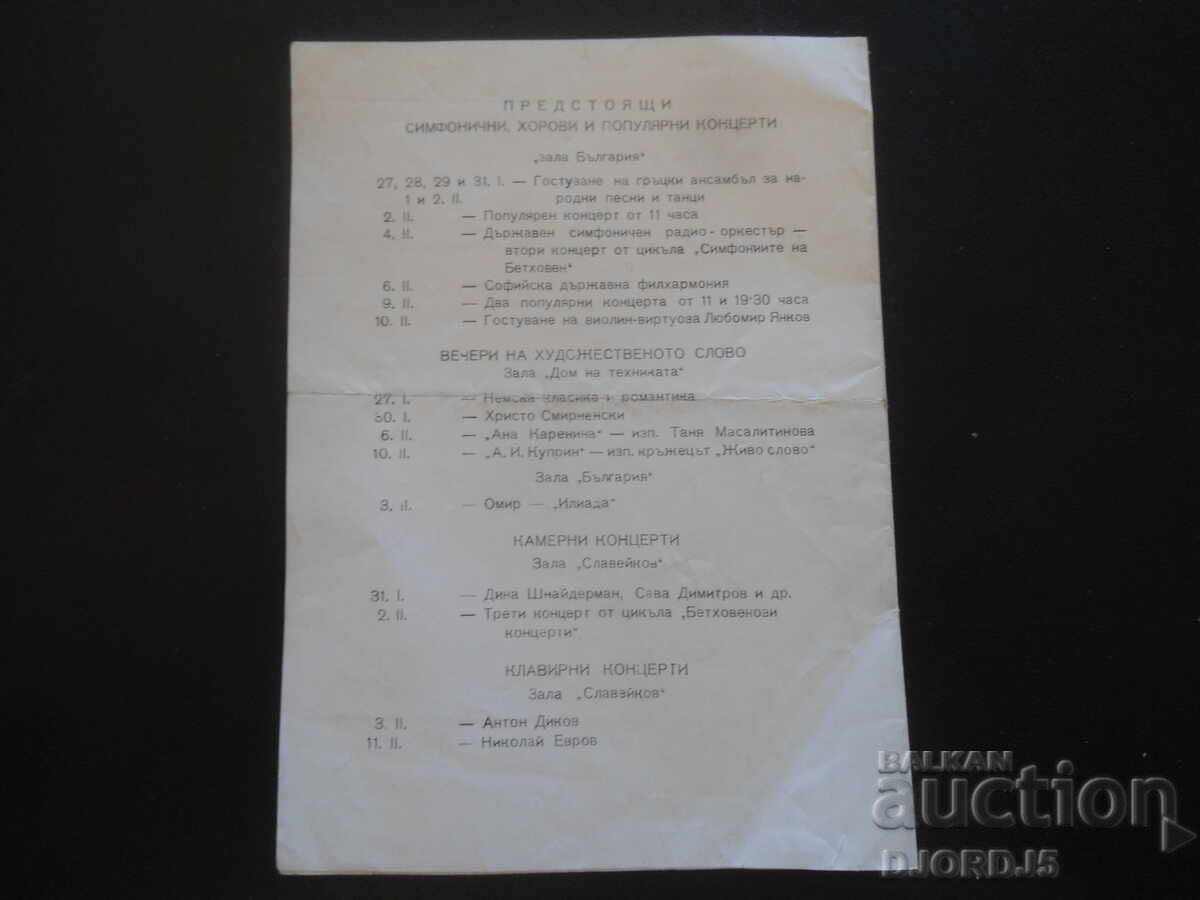 ПРЕДСТОЯЩИ
СИМФОНИЧНИ, ХОРОВИ И ПОПУЛЯРНИ КОНЦЕРТИ
„зала България"
27, 28, 29 и 31. I. — Гостуване на гръцки ансамбъл за на-
1 и 2. II. родни песни и танци
2. II. — Популярен концерт от 11 часа
4. II. — Държавен симфоничен радио-оркестър —
втори концерт от цикъла „Симфониите на
Бетховен"
6. II. — Софийска държавна филхармония
9. II. — Два популярни концерта от 11 и 19·30 часа
10. II. — Гостуване на виолин-виртуоза Любомир Янков
ВЕЧЕРИ НА ХУДОЖЕСТВЕНОТО СЛОВО
Зала „Дом на техниката"
27. I. — Немска класика и романтика
30. I. — Христо Смирненски
6. II. — „Ана Каренина" — изп. Таня Масалитинова
10. II. — „А. И. Куприн" — изп. кръжецът „Живо слово"
Зала „България"
3. II. — Омир — „Илиада"
КАМЕРНИ КОНЦЕРТИ
Зала „Славейков"
31. I. — Дина Шнайдерман, Сава Димитров и др.
2. II. — Трети концерт от цикъла „Бетховенови
концерти"
КЛАВИРНИ КОНЦЕРТИ
Зала „Славейков"
3. II. — Антон Диков
11. II. — Николай Евров
BALKAN
auction
DJORDJ5